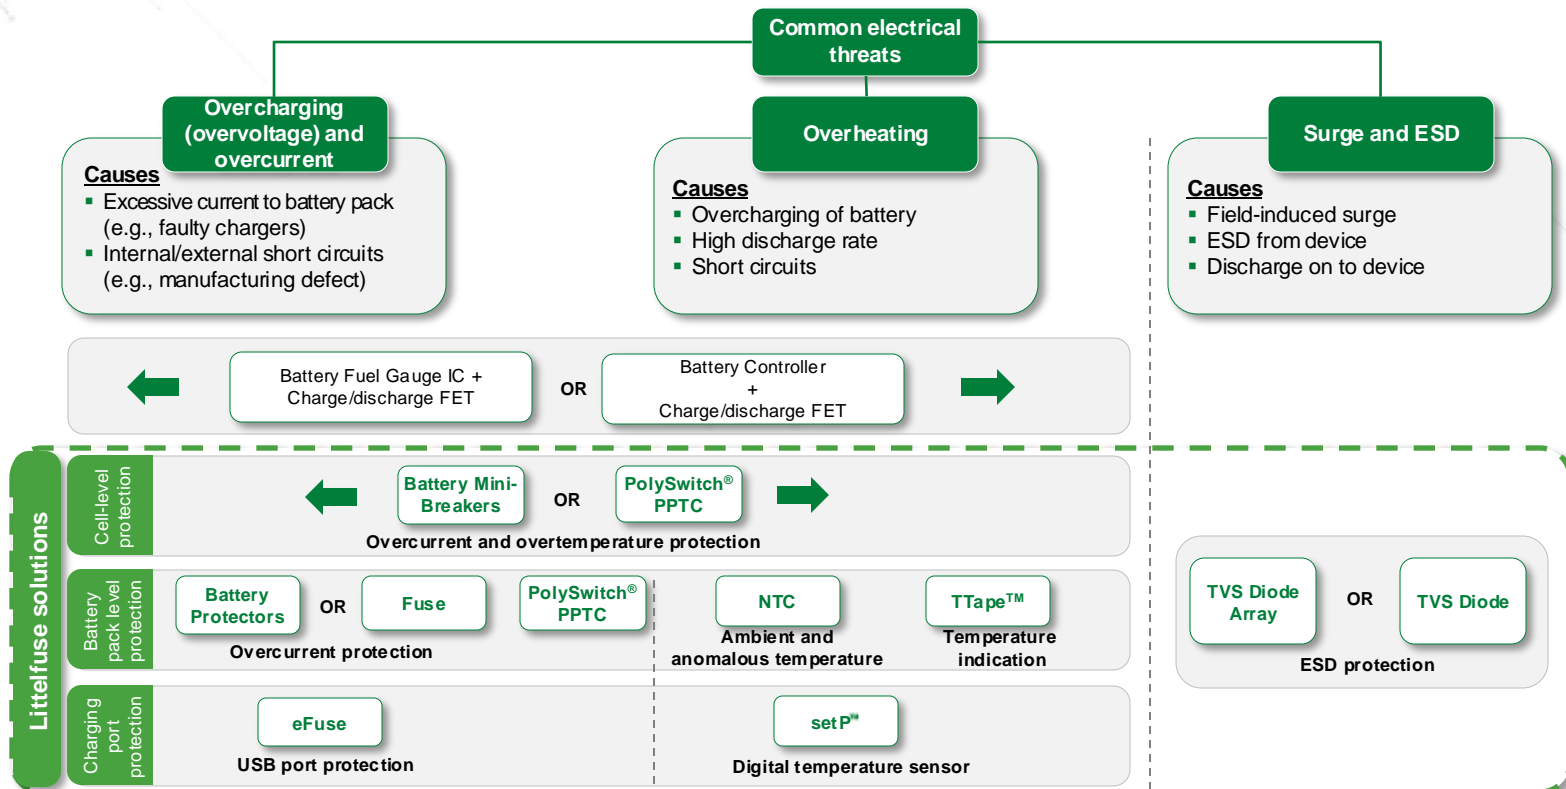 Common electrical
threats
Overcharging
(overvoltage) and
overcurrent
Causes
▪ Excessive current to battery pack
(e.g., faulty chargers)
▪ Internal/external short circuits
(e.g., manufacturing defect)
Overheating
Causes
▪ Overcharging of battery
▪ High discharge rate
▪ Short circuits
Surge and ESD
Causes
▪ Field-induced surge
▪ ESD from device
▪ Discharge on to device
Battery Fuel Gauge IC +
Charge/discharge FET
OR
Battery Controller
+
Charge/discharge FET
Littelfuse solutions
Cell-level
protection
Battery Mini-
Breakers
OR
PolySwitch®
PPTC
Overcurrent and overtemperature protection
Battery
pack level
protection
Battery
Protectors
OR
Fuse
PolySwitch®
PPTC
Overcurrent protection
NTC
Ambient and
anomalous temperature
TTape™
Temperature
indication
Charging
port
protection
eFuse
USB port protection
setP™
Digital temperature sensor
TVS Diode
Array
OR
TVS Diode
ESD protection